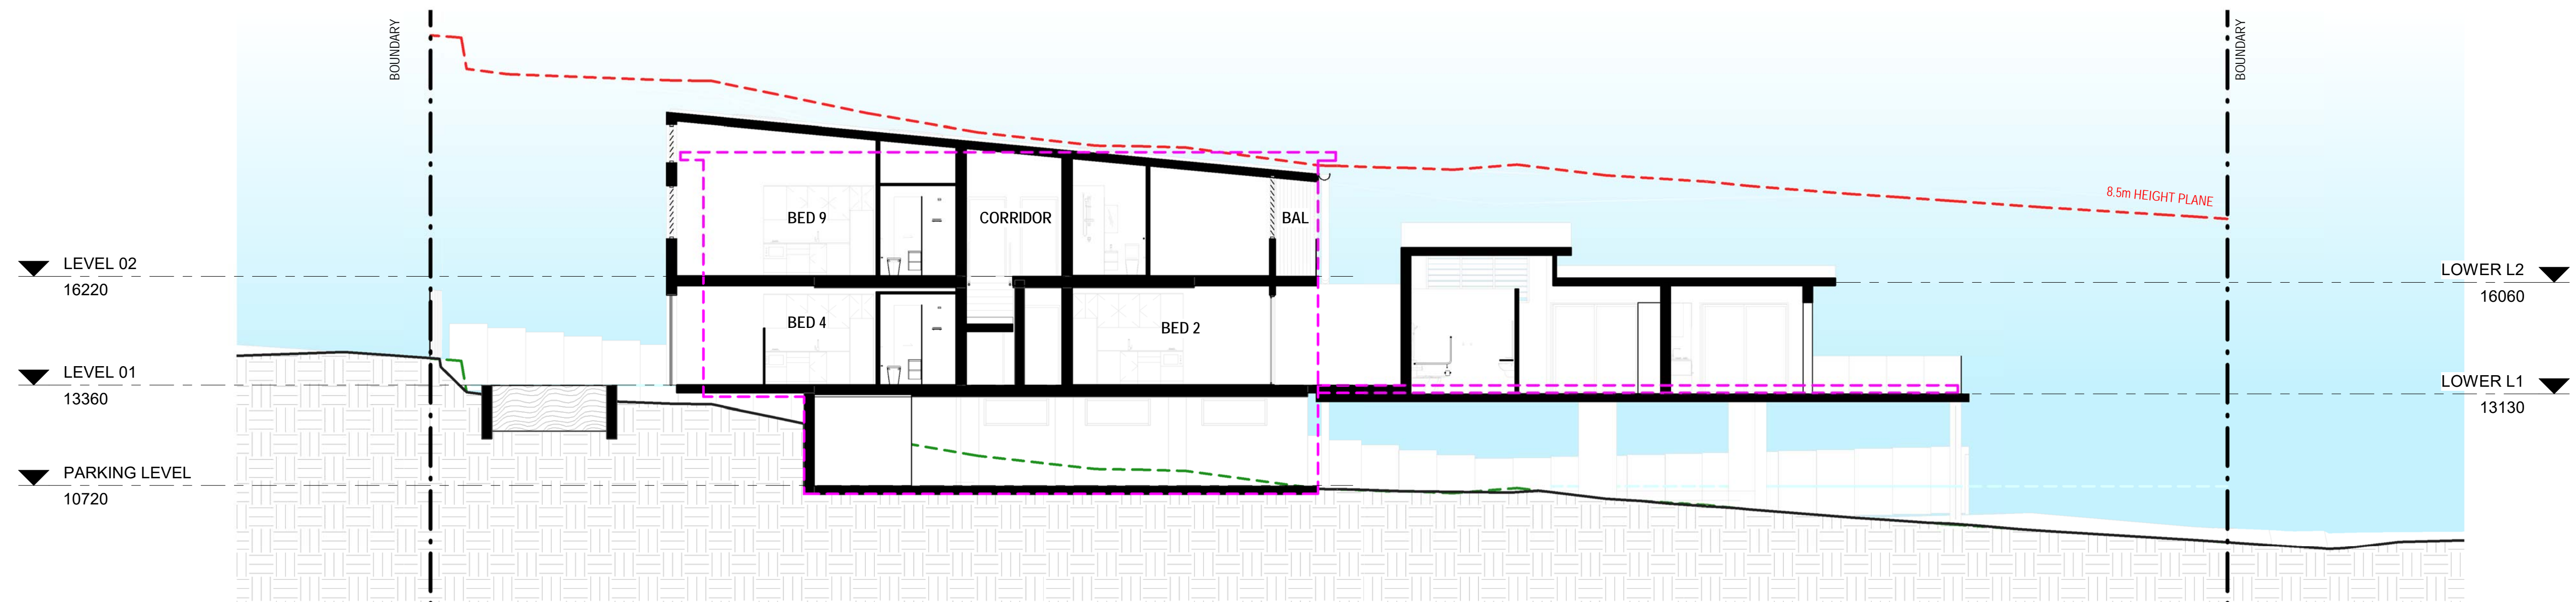 BOUNDARY
BOUNDARY
8.5m HEIGHT PLANE
BED 9
CORRIDOR
BAL
LEVEL 02
16220
LOWER L2
16060
BED 4
BED 2
LEVEL 01
13360
LOWER L1
13130
PARKING LEVEL
10720